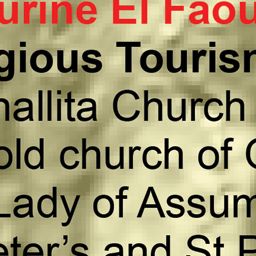 urine El Faou
gious Tourism
hallita Church
old church of
Lady of Assum
eter's and St P